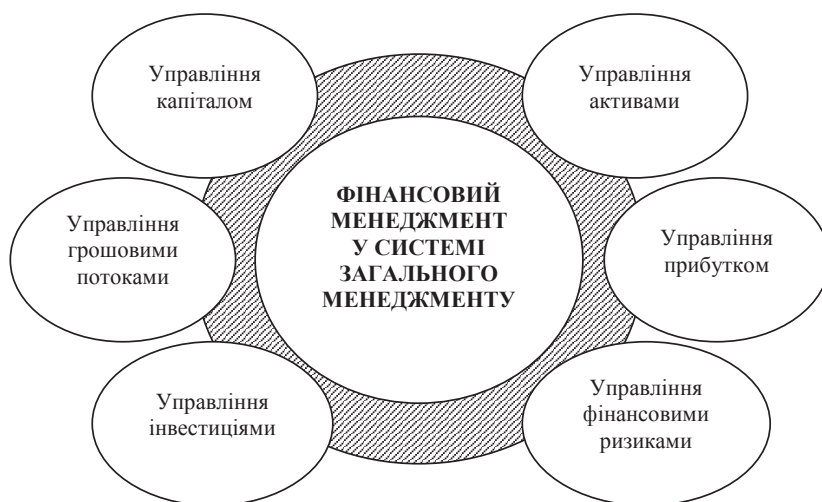 Управління
капіталом
Управління
активами
Управління
грошовими
потоками
ФІНАНСОВИЙ
МЕНЕДЖМЕНТ
У СИСТЕМІ
ЗАГАЛЬНОГО
МЕНЕДЖМЕНТУ
Управління
прибутком
Управління
інвестиціями
Управління
фінансовими
ризиками